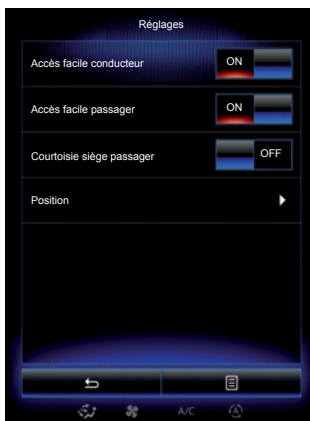 Réglages
Accès facile conducteur ON
Accès facile passager ON
Courtoisie siège passager OFF
Position
A/C A